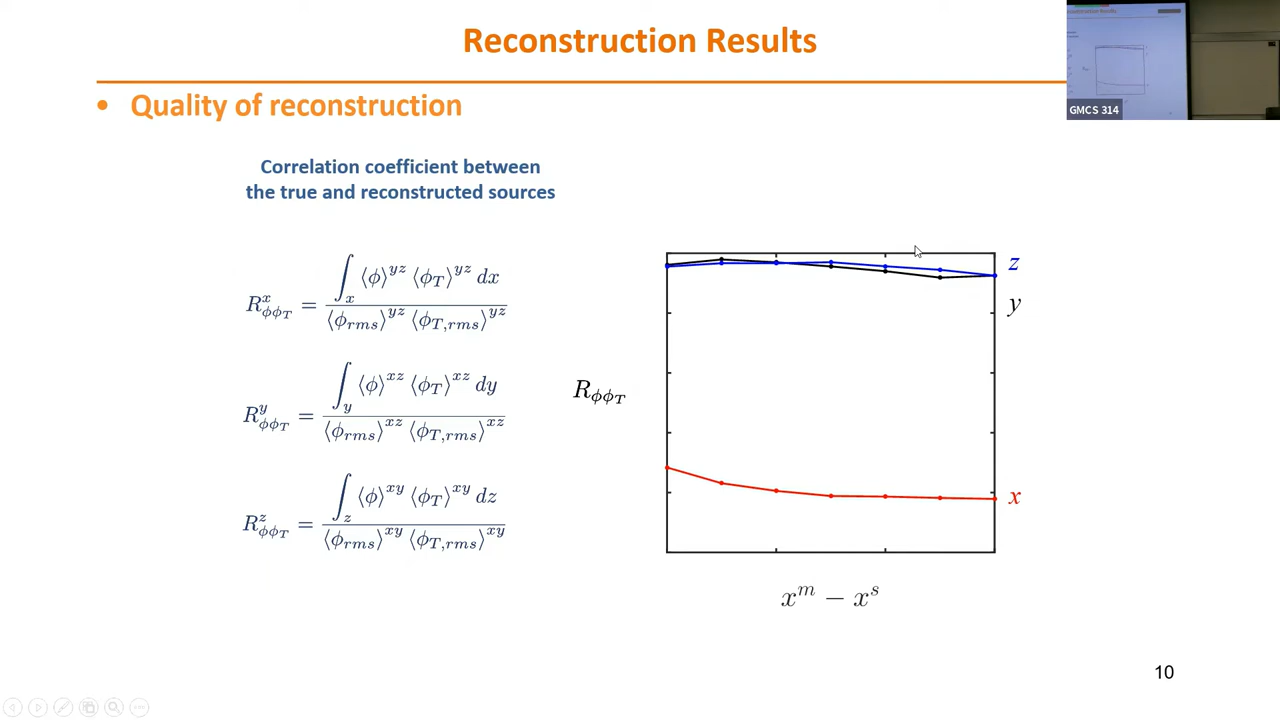 Reconstruction Results
GMCS 314
• Quality of reconstruction
Correlation coefficient between
the true and reconstructed sources
R^x_{ϕϕ_T} = ∫_x ⟨ϕ⟩^{yz} ⟨ϕ_T⟩^{yz} dx / ⟨ϕ_{rms}⟩^{yz} ⟨ϕ_{T,rms}⟩^{yz}
R^y_{ϕϕ_T} = ∫_y ⟨ϕ⟩^{xz} ⟨ϕ_T⟩^{xz} dy / ⟨ϕ_{rms}⟩^{xz} ⟨ϕ_{T,rms}⟩^{xz}
R^z_{ϕϕ_T} = ∫_z ⟨ϕ⟩^{xy} ⟨ϕ_T⟩^{xy} dz / ⟨ϕ_{rms}⟩^{xy} ⟨ϕ_{T,rms}⟩^{xy}
R_{ϕϕ_T}
z
y
x
x^m − x^s
10